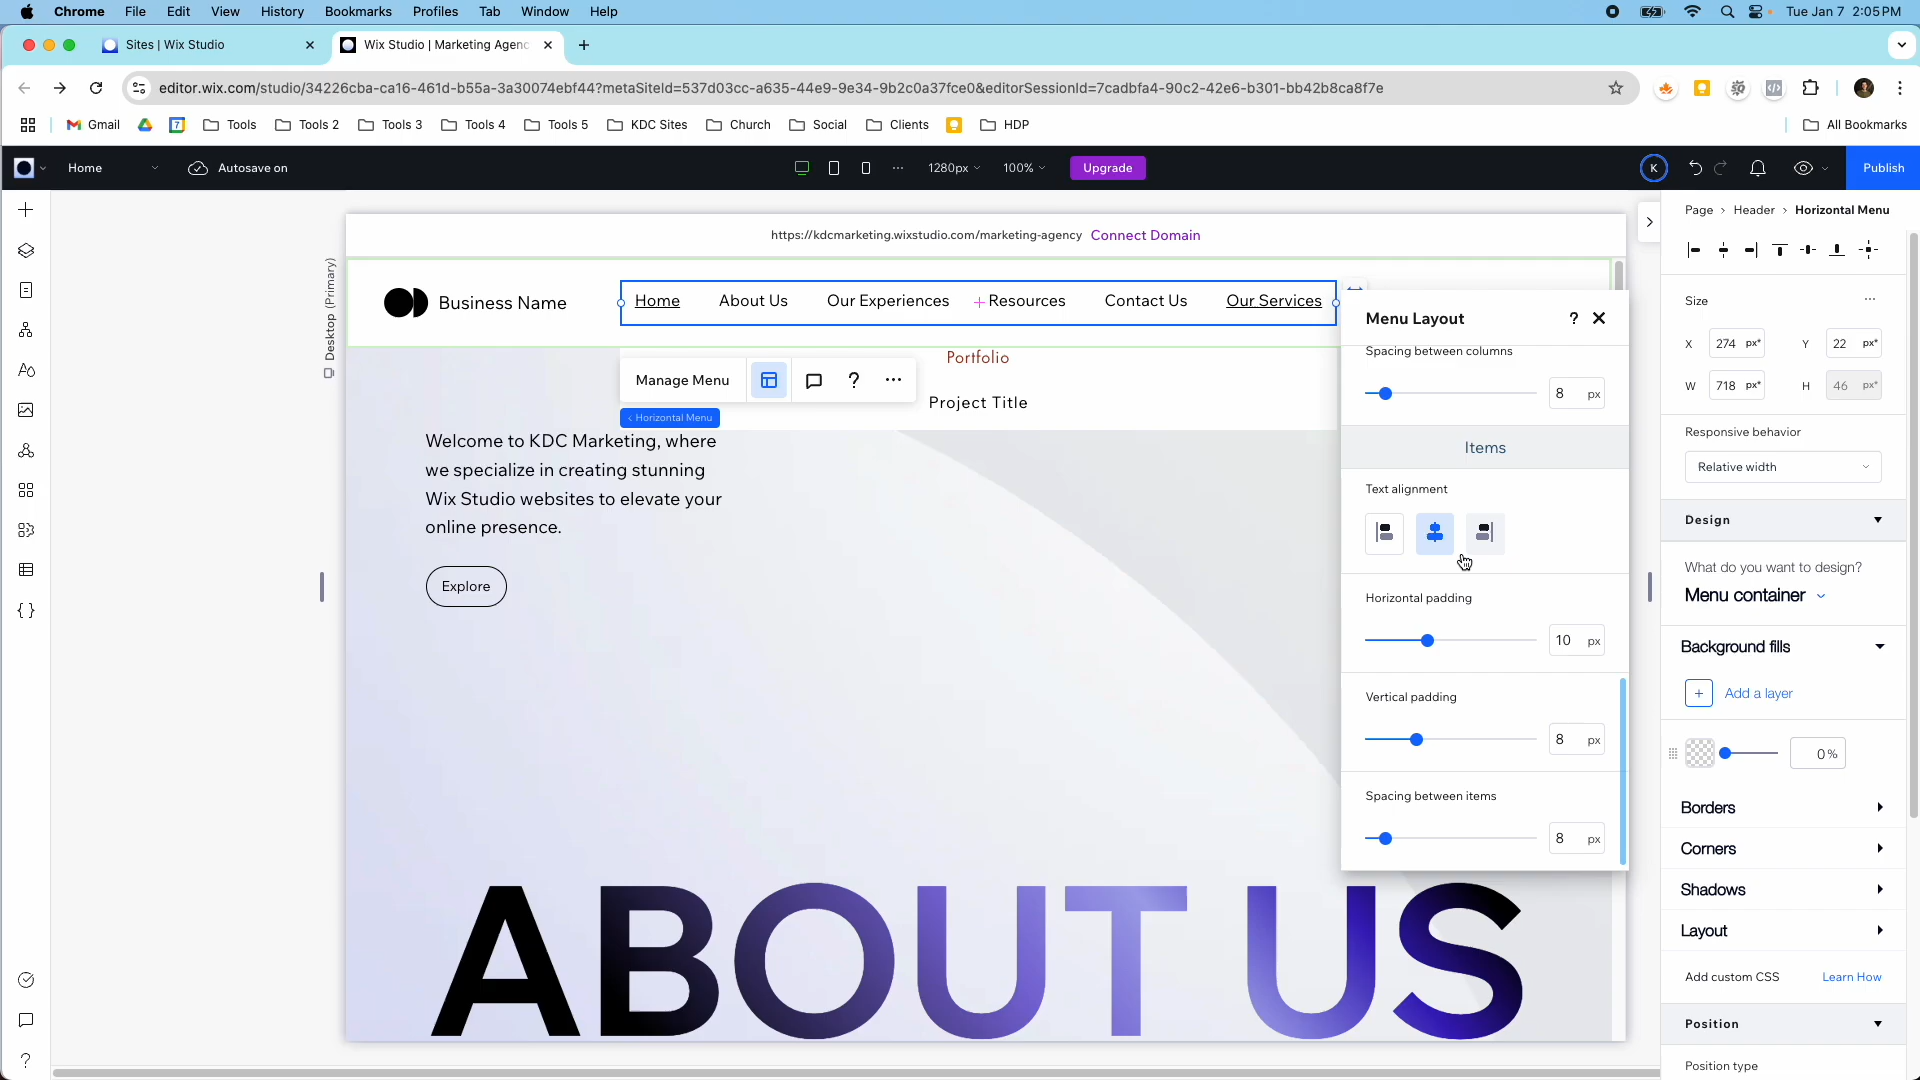 Chrome File Edit View History Bookmarks Profiles Tab Window Help Tue Jan 7 2:05 PM
Sites | Wix Studio Wix Studio | Marketing Agenc
editor.wix.com/studio/34226cba-ca16-461d-b55a-3a30074ebf44?metaSiteId=537d03cc-a635-44e9-9e34-9b2c0a37fce0&editorSessionId=7cadbfa4-90c2-42e6-b301-bb42b8ca8f7e
Gmail 7 Tools Tools 2 Tools 3 Tools 4 Tools 5 KDC Sites Church Social Clients HDP All Bookmarks
Home Autosave on 1280px 100% Upgrade K Publish
Page > Header > Horizontal Menu
https://kdcmarketing.wixstudio.com/marketing-agency Connect Domain
Desktop (Primary)
Business Name Home About Us Our Experiences Resources Contact Us Our Services
Portfolio
Manage Menu ?
Project Title
< Horizontal Menu
Welcome to KDC Marketing, where
we specialize in creating stunning
Wix Studio websites to elevate your
online presence.
Explore
ABOUT US
Menu Layout ?
Spacing between columns
8 px
Items
Text alignment
Horizontal padding
10 px
Vertical padding
8 px
Spacing between items
8 px
Size
X 274 px* Y 22 px*
W 718 px* H 46 px*
Responsive behavior
Relative width
Design
What do you want to design?
Menu container
Background fills
+ Add a layer
0 %
Borders
Corners
Shadows
Layout
Add custom CSS Learn How
Position
Position type